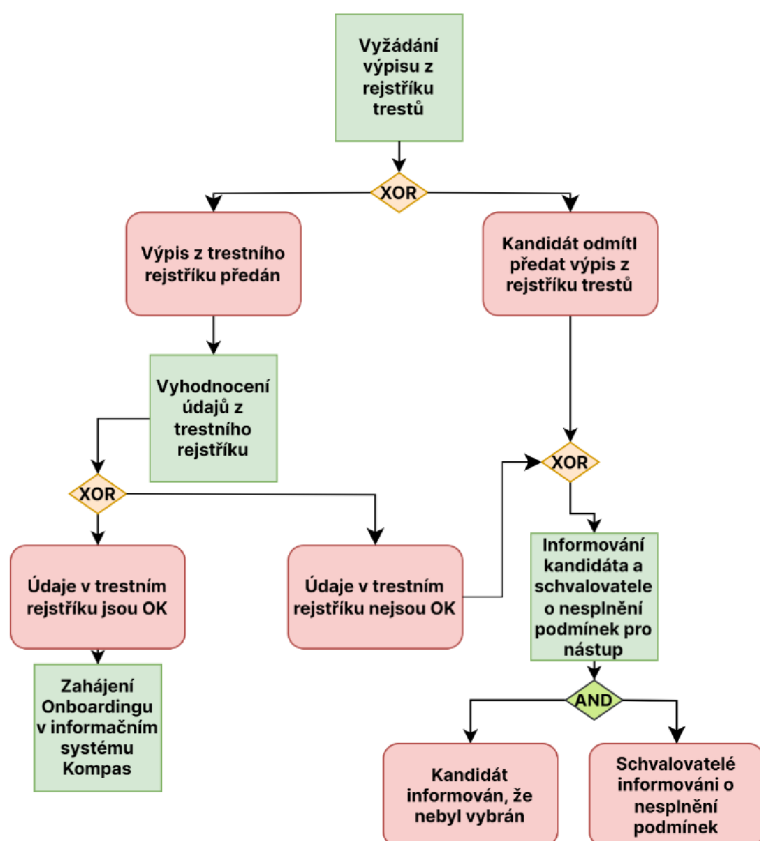 Vyžádání
výpisu z
rejstříku
trestů
XOR
Výpis z trestního
rejstříku předán
Kandidát odmítl
předat výpis z
rejstříku trestů
Vyhodnocení
údajů z
trestního
rejstříku
XOR
XOR
Údaje v trestním
rejstříku jsou OK
Údaje v trestním
rejstříku nejsou OK
Informování
kandidáta a
schvalovatele
o nesplnění
podmínek pro
nástup
Zahájení
Onboardingu
v informačním
systému
Kompas
AND
Kandidát
informován, že
nebyl vybrán
Schvalovatelé
informováni o
nesplnění
podmínek